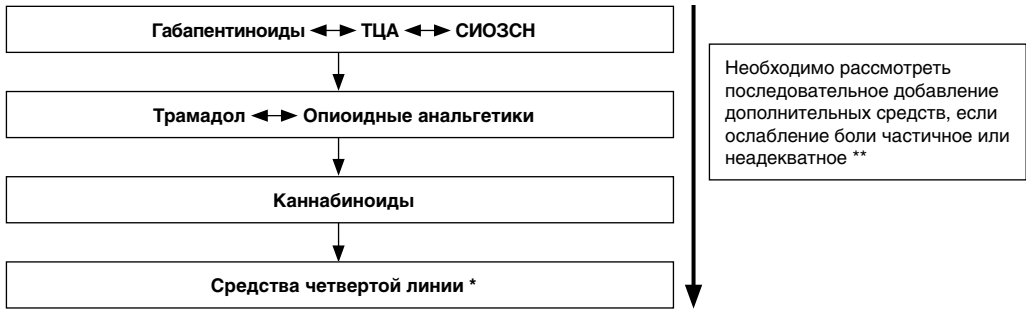 Габапентиноиды ◄► ТЦА ◄► СИОЗСН
Трамадол ◄► Опиоидные анальгетики
Каннабиноиды
Средства четвертой линии *
Необходимо рассмотреть
последовательное добавление
дополнительных средств, если
ослабление боли частичное или
неадекватное **